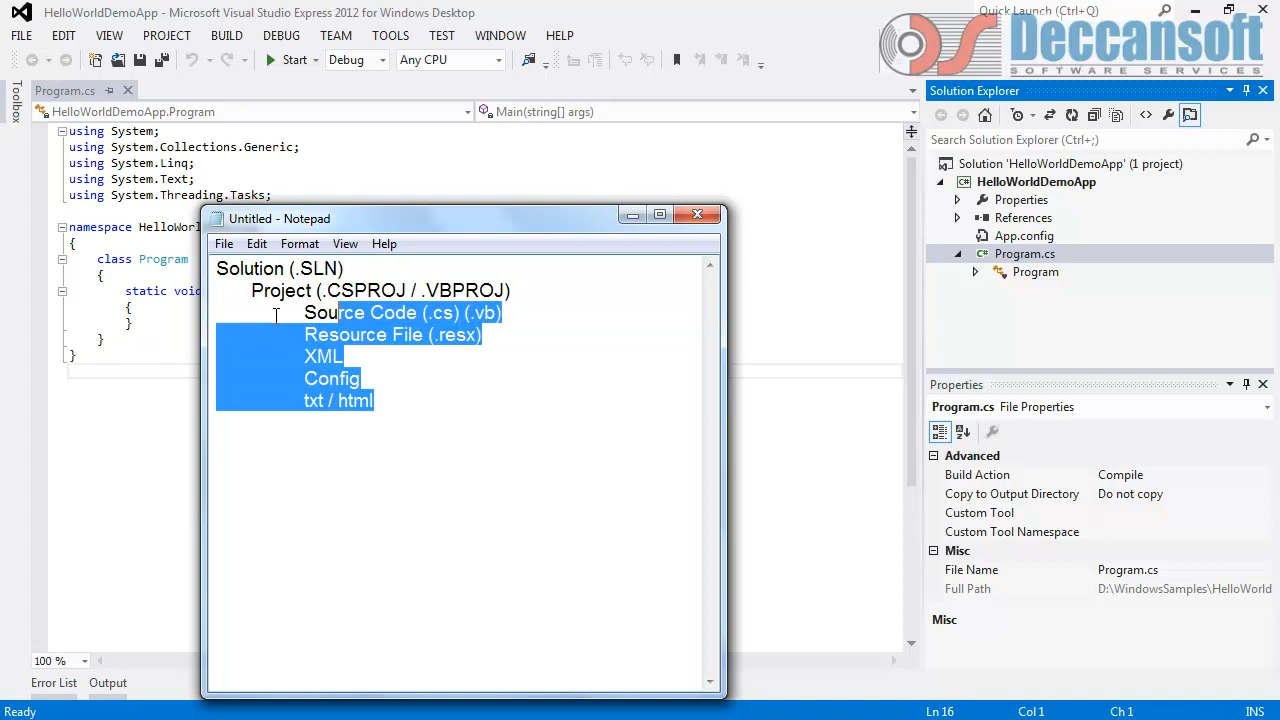 HelloWorldDemoApp - Microsoft Visual Studio Express 2012 for Windows Desktop
Quick Launch (Ctrl+Q)
FILE EDIT VIEW PROJECT BUILD TEAM TOOLS TEST WINDOW HELP
Deccansoft
SOFTWARE SERVICES
Start Debug Any CPU
Toolbox
Program.cs
HelloWorldDemoApp.Program
Main(string[] args)
using System;
using System.Collections.Generic;
using System.Linq;
using System.Text;
using System.Threading.Tasks;
namespace HelloWorl
{
class Program
{
static void
{
}
}
}
100 %
Error List Output
Ready
Ln 16 Col 1 Ch 1 INS
Untitled - Notepad
File Edit Format View Help
Solution (.SLN)
Project (.CSPROJ / .VBPROJ)
Source Code (.cs) (.vb)
Resource File (.resx)
XML
Config
txt / html
Solution Explorer
Search Solution Explorer (Ctrl+;)
Solution 'HelloWorldDemoApp' (1 project)
HelloWorldDemoApp
Properties
References
App.config
Program.cs
Program
Properties
Program.cs File Properties
Advanced
Build Action Compile
Copy to Output Directory Do not copy
Custom Tool
Custom Tool Namespace
Misc
File Name Program.cs
Full Path D:\WindowsSamples\HelloWorld
Misc